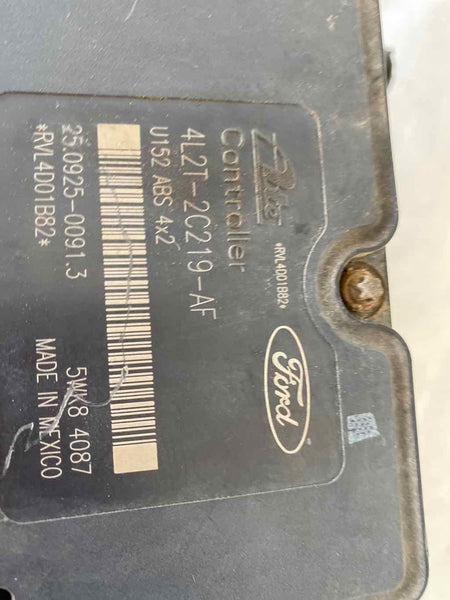 Ate
*RVL4D01B82*
Controller
4L2T-2C219-AF
U152 ABS 4x2
Ford
25.0925-0091.3
5WK8 4087
*RVL4D01B82*
MADE IN MEXICO